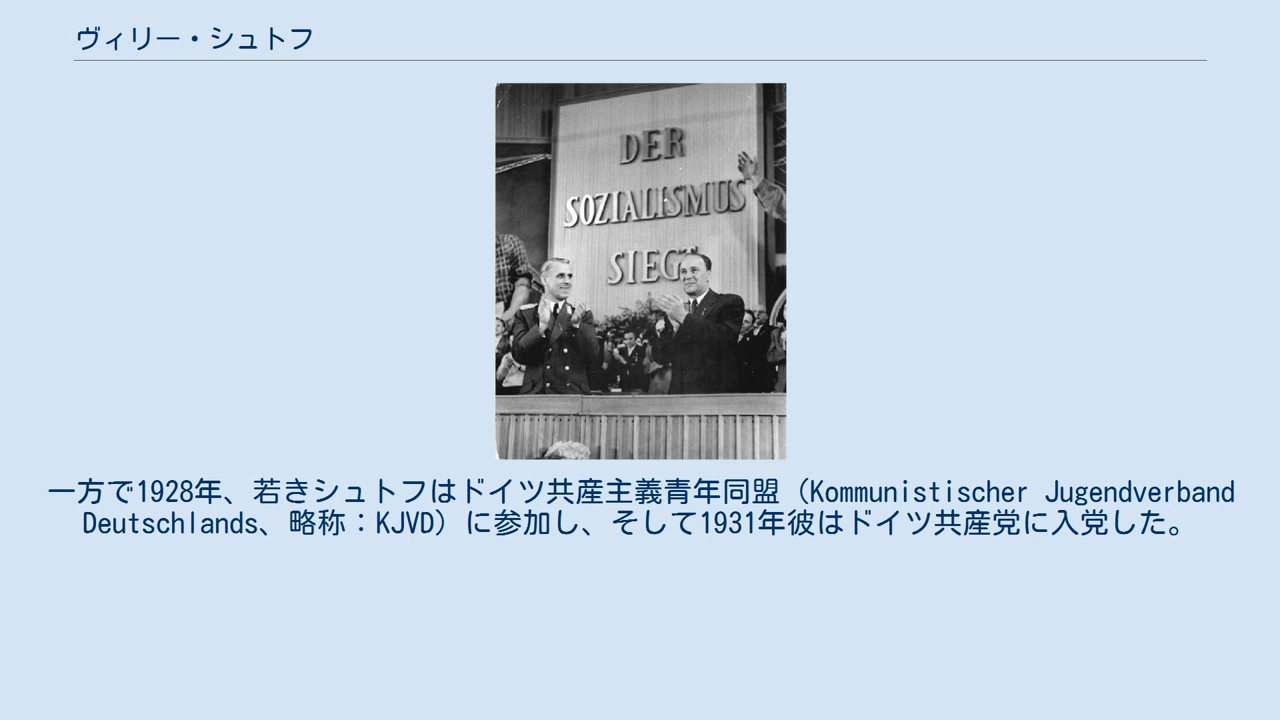 ヴィリー・シュトフ
DER
SOZIALISMUS
SIEGT
一方で1928年、若きシュトフはドイツ共産主義青年同盟（Kommunistischer Jugendverband
Deutschlands、略称：KJVD）に参加し、そして1931年彼はドイツ共産党に入党した。